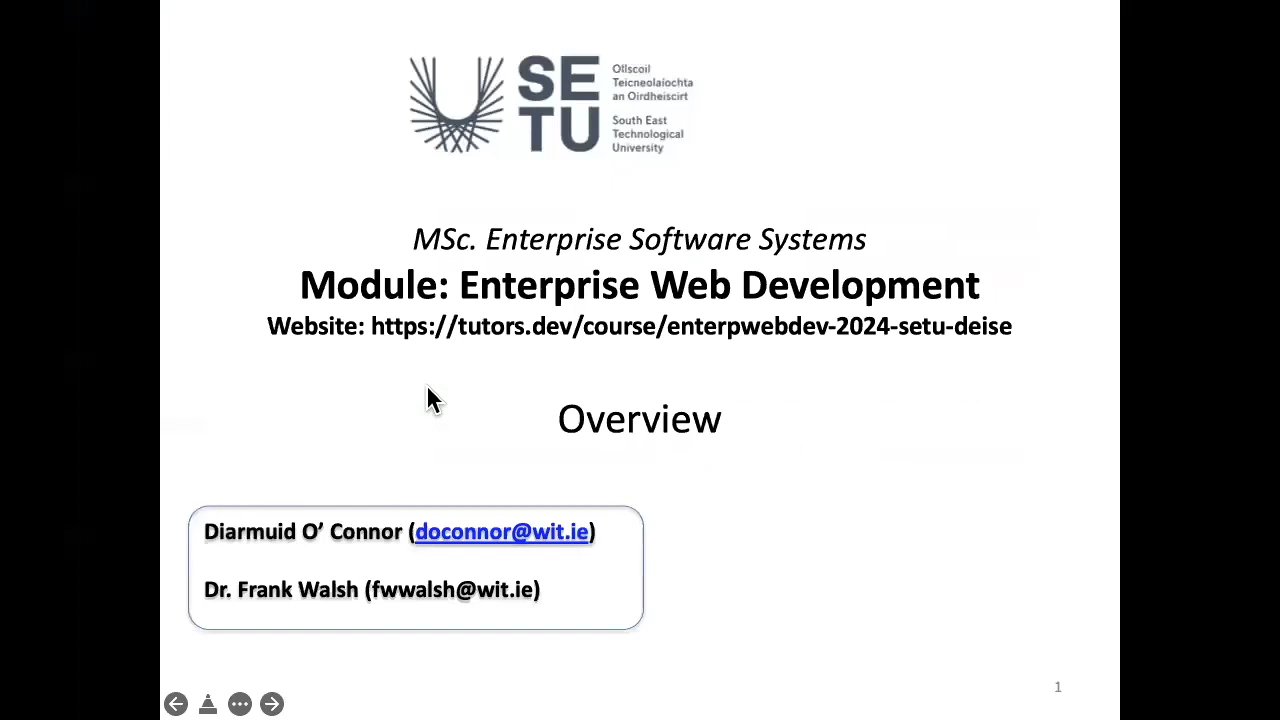 SE
TU
Ollscoil
Teicneolaíochta
an Oirdheiscirt
South East
Technological
University
MSc. Enterprise Software Systems
Module: Enterprise Web Development
Website: https://tutors.dev/course/enterpwebdev-2024-setu-deise
Overview
Diarmuid O’ Connor (doconnor@wit.ie)
Dr. Frank Walsh (fwwalsh@wit.ie)
1